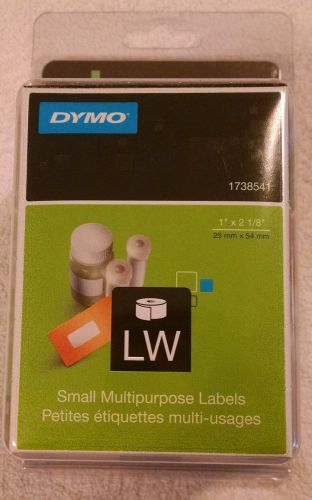 DYMO
1738541
1" x 2 1/8"
25 mm x 54 mm
LW
Small Multipurpose Labels
Petites étiquettes multi-usages